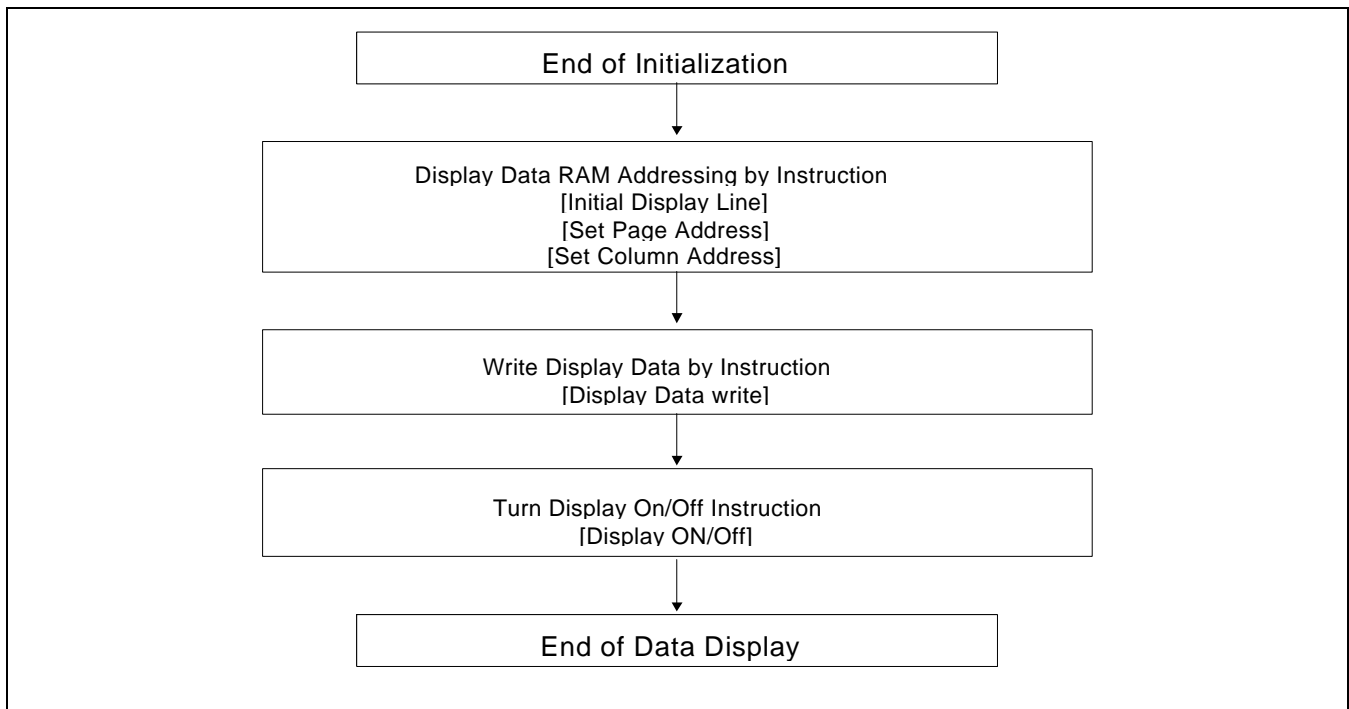 End of Initialization
Display Data RAM Addressing by Instruction
[Initial Display Line]
[Set Page Address]
[Set Column Address]
Write Display Data by Instruction
[Display Data write]
Turn Display On/Off Instruction
[Display ON/Off]
End of Data Display